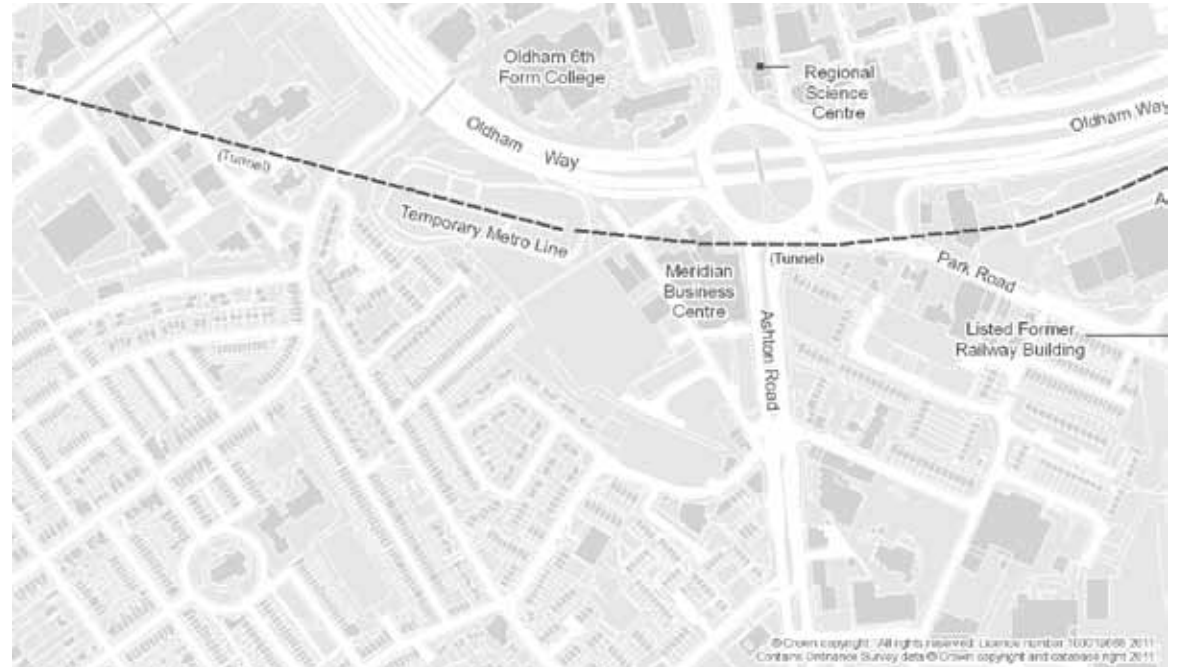 Oldham 6th
Form College
Regional
Science
Centre
Oldham Way
Oldham Way
(Tunnel)
Temporary Metro Line
(Tunnel)
Meridian
Business
Centre
Park Road
Ashton Road
Listed Former
Railway Building
© Crown copyright. All rights reserved. Licence number 2011
Contains Ordnance Survey data © Crown copyright and database right 2011